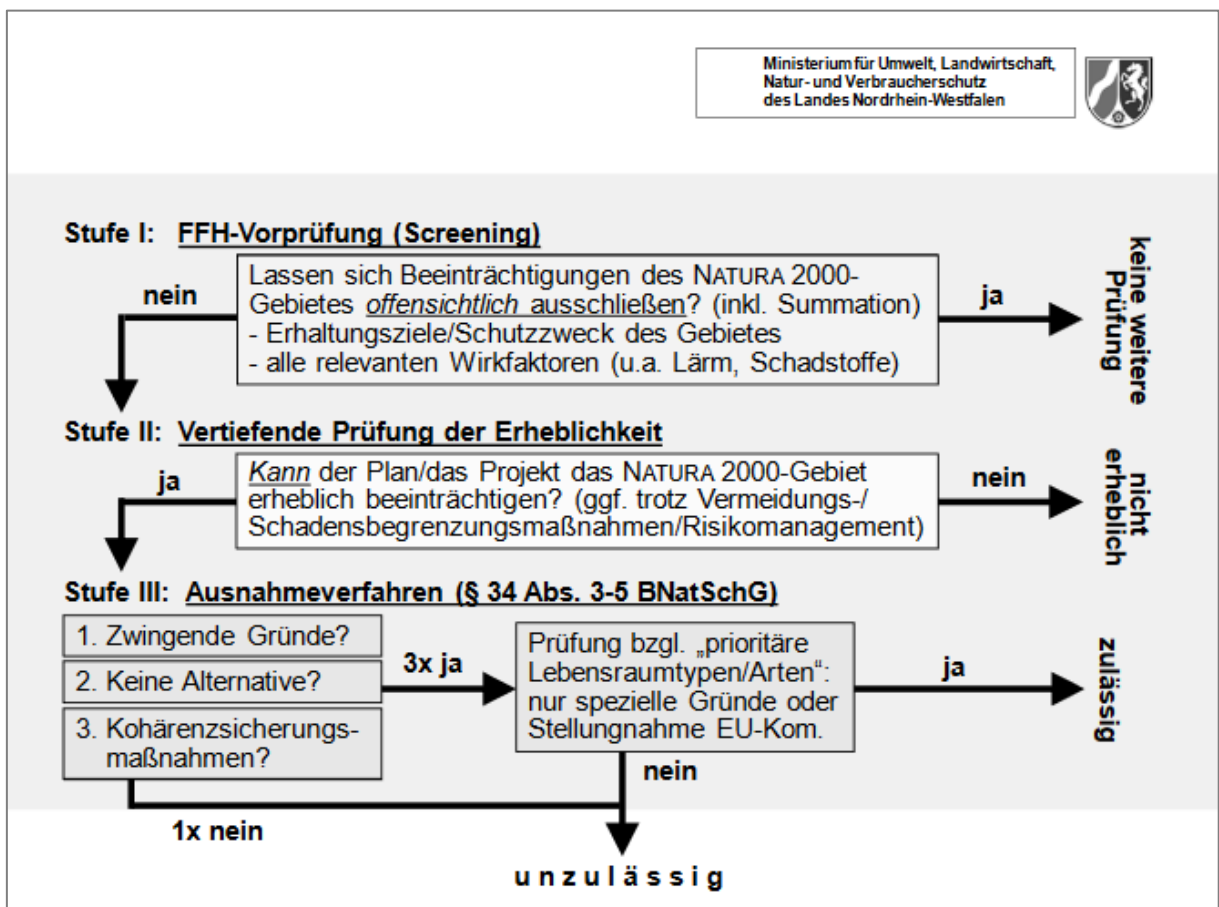 Ministerium für Umwelt, Landwirtschaft,
Natur- und Verbraucherschutz
des Landes Nordrhein-Westfalen
Stufe I: FFH-Vorprüfung (Screening)
nein
Lassen sich Beeinträchtigungen des NATURA 2000-
Gebietes offensichtlich ausschließen? (inkl. Summation)
- Erhaltungsziele/Schutzzweck des Gebietes
- alle relevanten Wirkfaktoren (u.a. Lärm, Schadstoffe)
ja
keine weitere
Prüfung
Stufe II: Vertiefende Prüfung der Erheblichkeit
ja
Kann der Plan/das Projekt das NATURA 2000-Gebiet
erheblich beeinträchtigen? (ggf. trotz Vermeidungs-/
Schadensbegrenzungsmaßnahmen/Risikomanagement)
nein
nicht
erheblich
Stufe III: Ausnahmeverfahren (§ 34 Abs. 3-5 BNatSchG)
1. Zwingende Gründe?
2. Keine Alternative?
3. Kohärenzsicherungs-
maßnahmen?
3x ja
Prüfung bzgl. „prioritäre
Lebensraumtypen/Arten“:
nur spezielle Gründe oder
Stellungnahme EU-Kom.
ja
zulässig
nein
1x nein
unzulässig